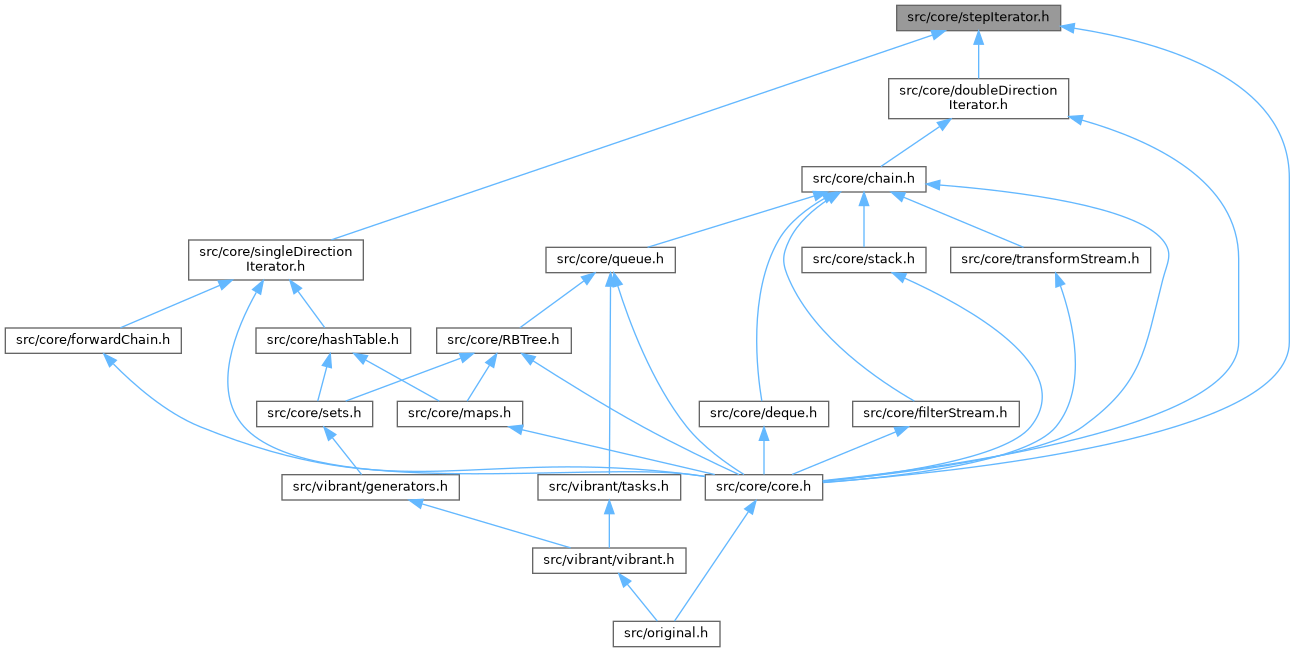 src/core/stepIterator.h
src/core/doubleDirection
Iterator.h
src/core/chain.h
src/core/singleDirection
Iterator.h
src/core/queue.h
src/core/stack.h
src/core/transformStream.h
src/core/forwardChain.h
src/core/hashTable.h
src/core/RBTree.h
src/core/sets.h
src/core/maps.h
src/core/deque.h
src/core/filterStream.h
src/vibrant/generators.h
src/vibrant/tasks.h
src/core/core.h
src/vibrant/vibrant.h
src/original.h